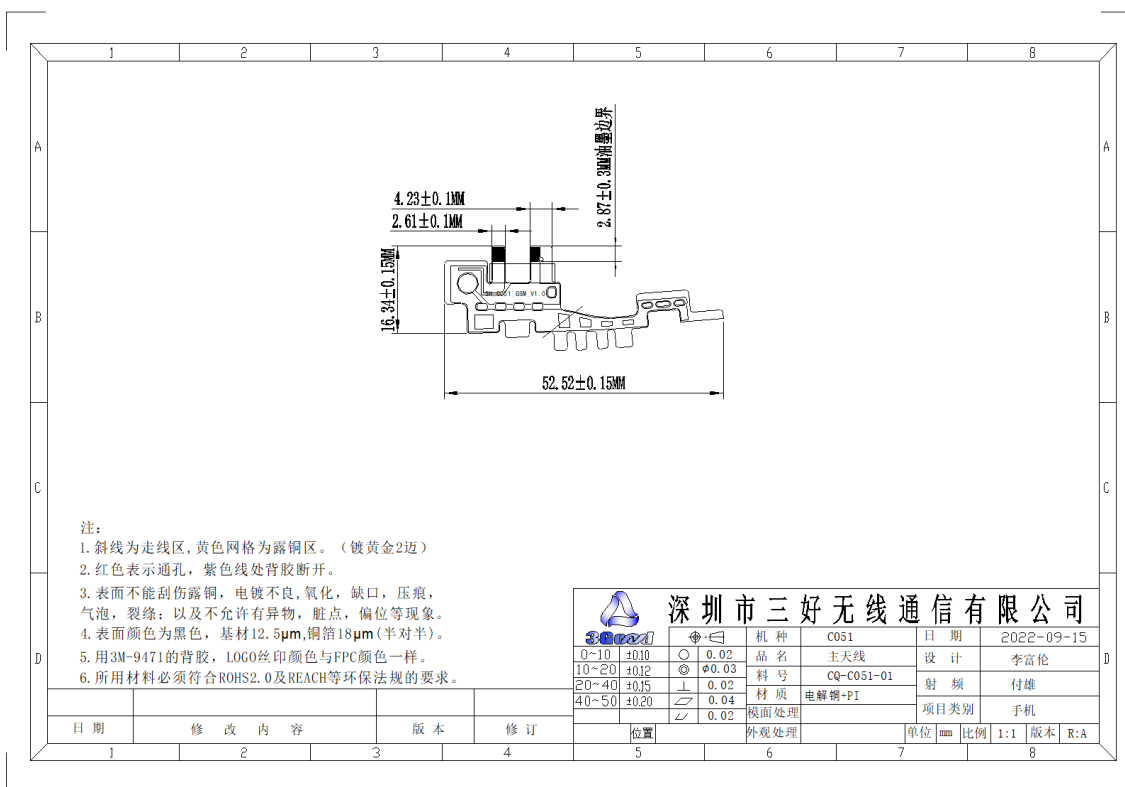 1 2 3 4 5 6 7 8
A A
2.87±0.3MM油墨边界
4.23±0.1MM
2.61±0.1MM
16.34±0.15MM
SH_C051_GSM_V1.0
B B
52.52±0.15MM
C C
注：
1.斜线为走线区,黄色网格为露铜区。（镀黄金2迈）
2.红色表示通孔，紫色线处背胶断开。
3.表面不能刮伤露铜，电镀不良,氧化，缺口，压痕，
气泡，裂缘；以及不允许有异物，脏点，偏位等现象。
4.表面颜色为黑色，基材12.5μm,铜箔18μm(半对半)。
5.用3M-9471的背胶，LOGO丝印颜色与FPC颜色一样。
6.所用材料必须符合ROHS2.0及REACH等环保法规的要求。
D D
日 期 修 改 内 容 版 本 修 订
3Good
深圳市三好无线通信有限公司
机 种 C051 日 期 2022-09-15
0~10 ±0.10 0.02 品 名 主天线 设 计 李富伦
10~20 ±0.12 φ0.03 料 号 CQ-C051-01
20~40 ±0.15 0.02 材 质 电解铜+PI 射 频 付雄
40~50 ±0.20 0.04 模面处理 项目类别 手机
0.02
位置 外观处理 单位 mm 比例 1:1 版本 R:A
1 2 3 4 5 6 7 8